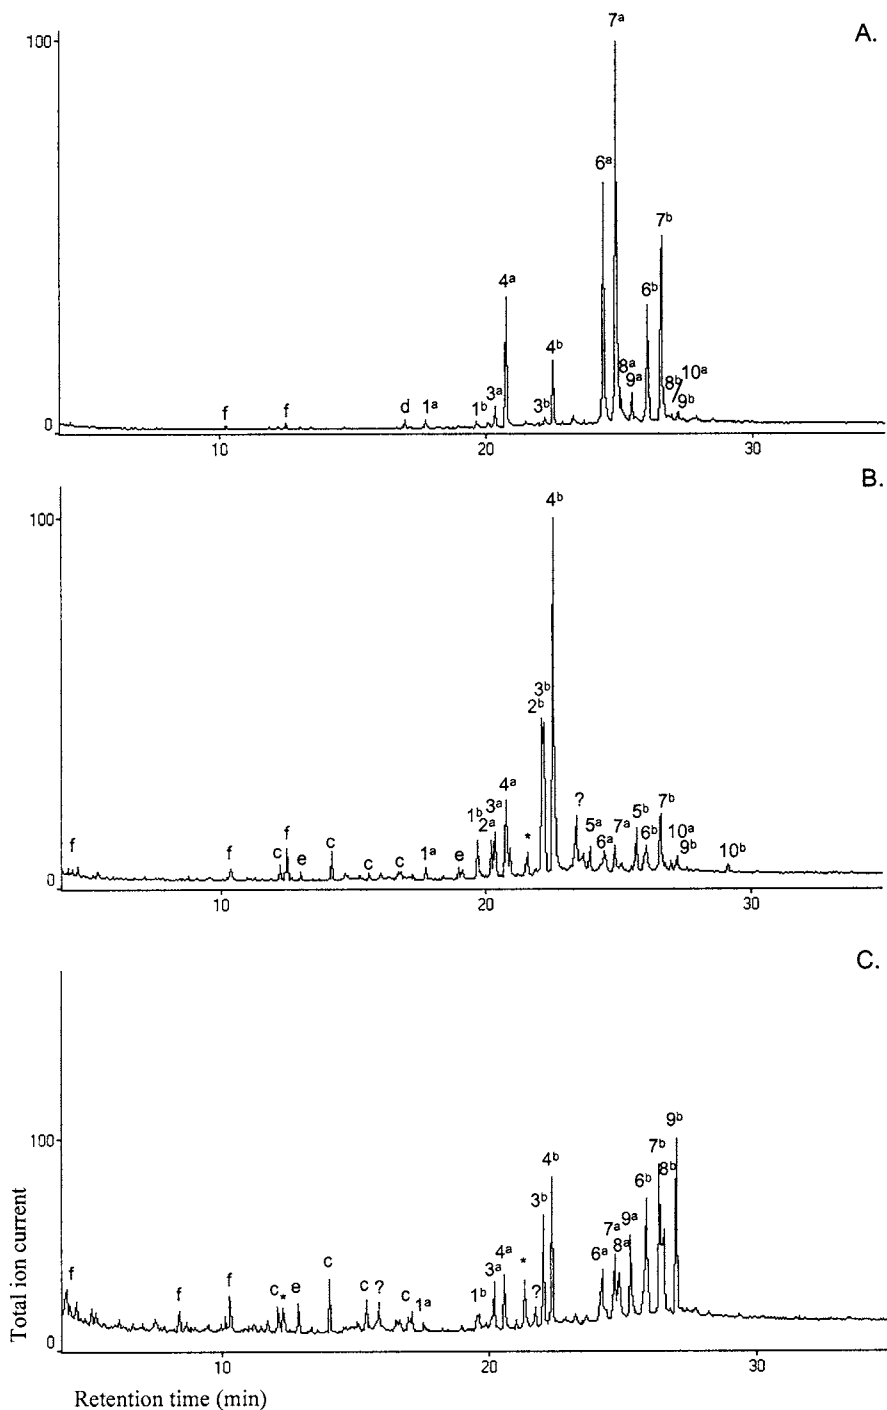 A.
100
7ᵃ
6ᵃ
7ᵇ
4ᵃ
6ᵇ
4ᵇ
8ᵃ
9ᵃ
8ᵇ 10ᵃ
f f d 1ᵃ 1ᵇ 3ᵃ 3ᵇ 9ᵇ
0
10 20 30
B.
100
4ᵇ
3ᵇ
2ᵇ
4ᵃ
?
1ᵇ 3ᵃ 2ᵃ
* 5ᵃ 6ᵃ 7ᵃ 5ᵇ 6ᵇ 7ᵇ 10ᵃ 9ᵇ 10ᵇ
f f c f e c c c 1ᵃ e
0
10 20 30
C.
100
9ᵇ
7ᵇ
8ᵇ
4ᵇ
6ᵇ
3ᵇ
7ᵃ 9ᵃ
6ᵃ 8ᵃ
4ᵃ *
3ᵃ ?
f f f c * e c c ? c 1ᵃ 1ᵇ
0
10 20 30
Total ion current
Retention time (min)